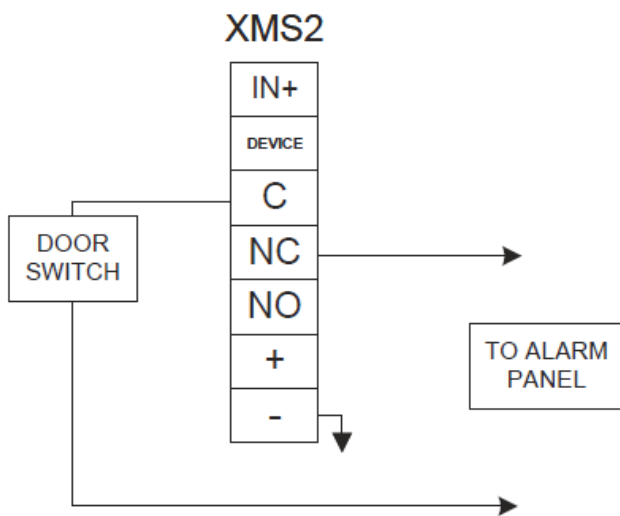 XMS2
IN+
DEVICE
C
NC
NO
+
-
DOOR
SWITCH
TO ALARM
PANEL